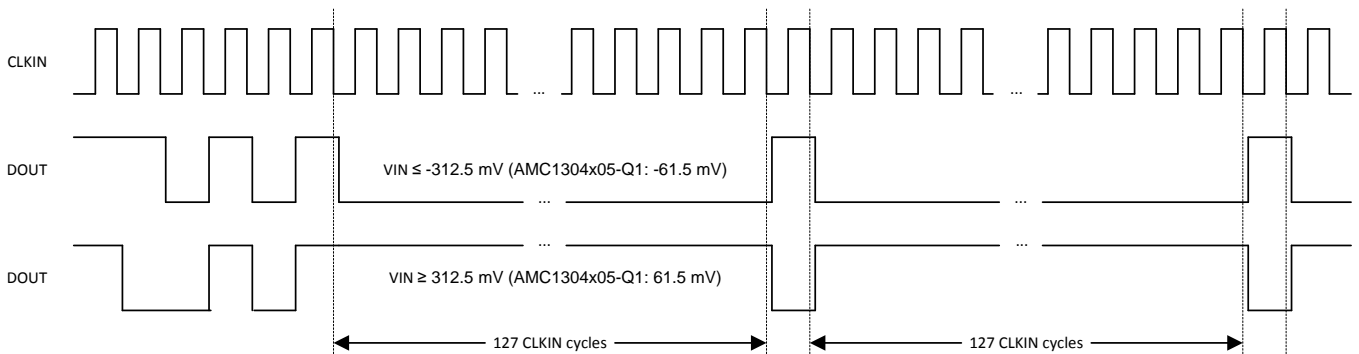 CLKIN
...
...
DOUT
VIN ≤ -312.5 mV (AMC1304x05-Q1: -61.5 mV)
...
...
DOUT
...
...
VIN ≥ 312.5 mV (AMC1304x05-Q1: 61.5 mV)
127 CLKIN cycles
127 CLKIN cycles